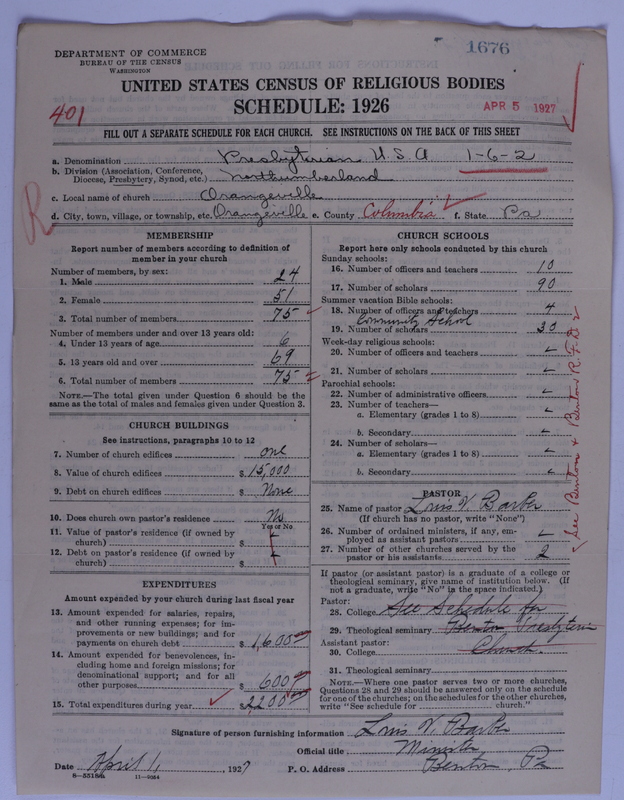 1676
DEPARTMENT OF COMMERCE
BUREAU OF THE CENSUS
WASHINGTON
UNITED STATES CENSUS OF RELIGIOUS BODIES
SCHEDULE: 1926
APR 5 1927
401
FILL OUT A SEPARATE SCHEDULE FOR EACH CHURCH. SEE INSTRUCTIONS ON THE BACK OF THIS SHEET
a. Denomination Presbyterian U.S.A 1-6-2
b. Division (Association, Conference, Diocese, Presbytery, Synod, etc.) Northumberland
c. Local name of church Orangeville
d. City, town, village, or township, etc. Orangeville e. County Columbia f. State Pa
R
MEMBERSHIP
Report number of members according to definition of
member in your church
Number of members, by sex:
1. Male 24
2. Female 51
3. Total number of members 75
Number of members under and over 13 years old:
4. Under 13 years of age 6
5. 13 years old and over 69
6. Total number of members 75
NOTE.—The total given under Question 6 should be
same as the total of males and females given under Question 3.
CHURCH BUILDINGS
See instructions, paragraphs 10 to 12
7. Number of church edifices one
8. Value of church edifices $ 15,000
9. Debt on church edifices $ None
10. Does church own pastor's residence No
Yes or No
11. Value of pastor's residence (if owned by
church) $
12. Debt on pastor's residence (if owned by
church) $
EXPENDITURES
Amount expended by your church during last fiscal year
13. Amount expended for salaries, repairs,
and other running expenses; for im-
provements or new buildings; and for
payments on church debt $ 1,600
14. Amount expended for benevolences, in-
cluding home and foreign missions; for
denominational support; and for all
other purposes $ 600
15. Total expenditures during year $ 2,200
CHURCH SCHOOLS
Report here only schools conducted by this church
Sunday schools:
16. Number of officers and teachers 10
17. Number of scholars 90
Summer vacation Bible schools:
18. Number of officers and teachers 4
Community School
19. Number of scholars 30
Week-day religious schools:
20. Number of officers and teachers
21. Number of scholars
Parochial schools:
22. Number of administrative officers
23. Number of teachers—
a. Elementary (grades 1 to 8)
b. Secondary
24. Number of scholars—
a. Elementary (grades 1 to 8)
b. Secondary
See Benton & Benton R.F.D. 2
PASTOR
25. Name of pastor Louis V. Barber
(If church has no pastor, write "None")
26. Number of ordained ministers, if any, em-
ployed as assistant pastors
27. Number of other churches served by the
pastor or his assistants 2
If pastor (or assistant pastor) is a graduate of a college or
theological seminary, give name of institution below. (If
not a graduate, write "No" in the space indicated.)
Pastor:
28. College See Schedule for
29. Theological seminary Benton Presbyterian
Assistant pastor:
30. College Church.
31. Theological seminary
NOTE.—Where one pastor serves two or more churches,
Questions 28 and 29 should be answered only on the schedule
for one of the churches; on the schedules for the other churches,
write "See schedule for church."
Signature of person furnishing information Louis V. Barber
Official title Minister
Date April 1, 1927 P. O. Address Benton, Pa
8—5518a 11—9084